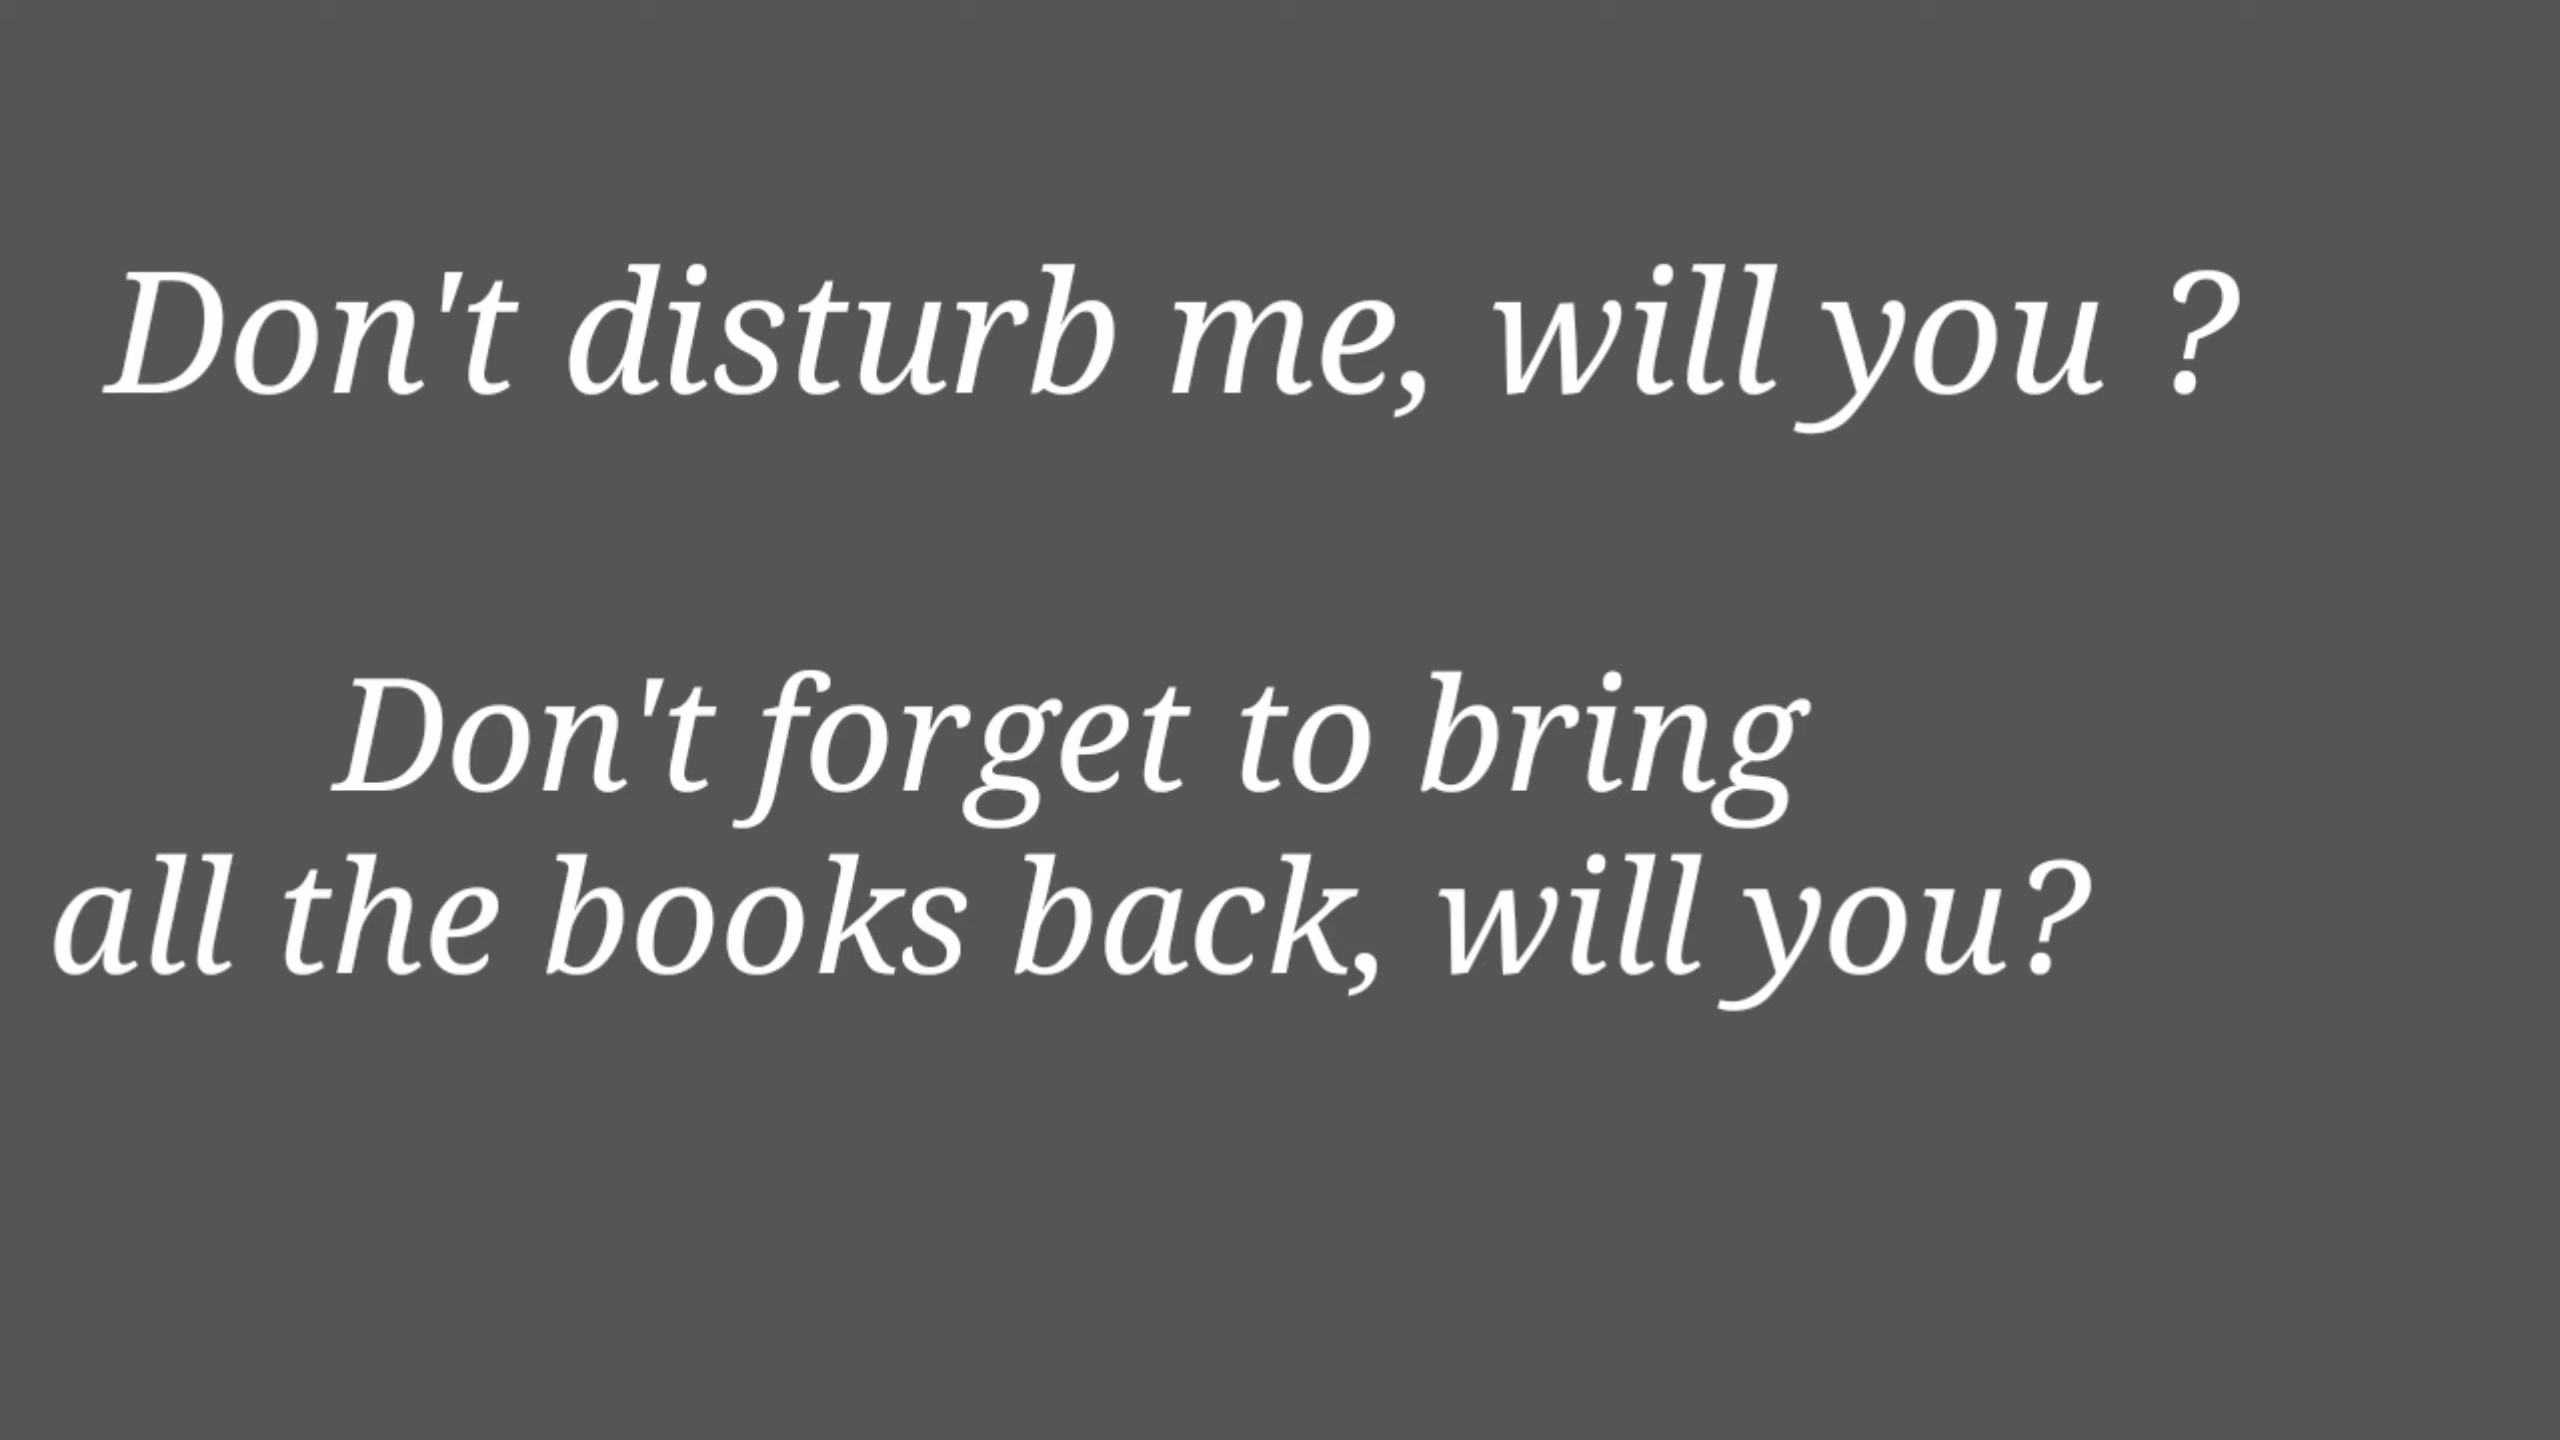 Don't disturb me, will you ?
Don't forget to bring
all the books back, will you?